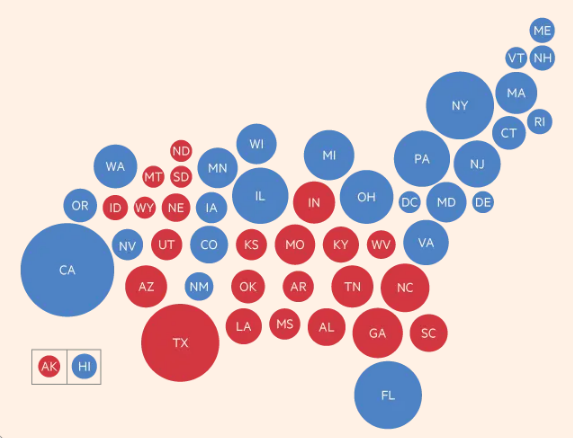 ME
VT NH
NY MA
CT RI
WI
ND
MI
PA NJ
WA MT SD MN
IL OH
OR ID WY NE IA IN DC MD DE
NV UT CO KS MO KY WV VA
CA
AZ NM OK AR TN NC
TX LA MS AL GA SC
AK HI
FL